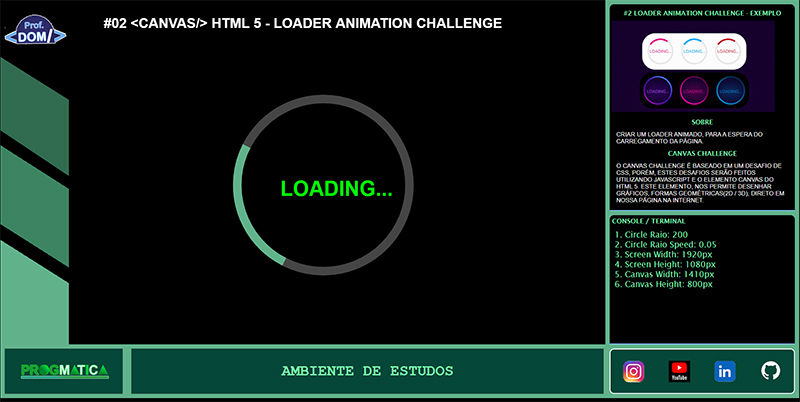 Prof.
DOM/
#02 <CANVAS/> HTML 5 - LOADER ANIMATION CHALLENGE
LOADING...
#2 LOADER ANIMATION CHALLENGE - EXEMPLO
LOADING... LOADING... LOADING...
LOADING... LOADING... LOADING...
SOBRE
CRIAR UM LOADER ANIMADO, PARA A ESPERA DO
CARREGAMENTO DA PÁGINA.
CANVAS CHALLENGE
O CANVAS CHALLENGE É BASEADO EM UM DESAFIO DE
CSS, PORÉM, ESTES DESAFIOS SERÃO FEITOS
UTILIZANDO JAVASCRIPT E O ELEMENTO CANVAS DO
HTML 5. ESTE ELEMENTO, NOS PERMITE DESENHAR
GRÁFICOS, FORMAS GEOMÉTRICAS(2D / 3D), DIRETO EM
NOSSA PÁGINA NA INTERNET.
CONSOLE / TERMINAL
1. Circle Raio: 200
2. Circle Raio Speed: 0.05
3. Screen Width: 1920px
4. Screen Height: 1080px
5. Canvas Width: 1410px
6. Canvas Height: 800px
PROGMATICA
AMBIENTE DE ESTUDOS
YouTube
in